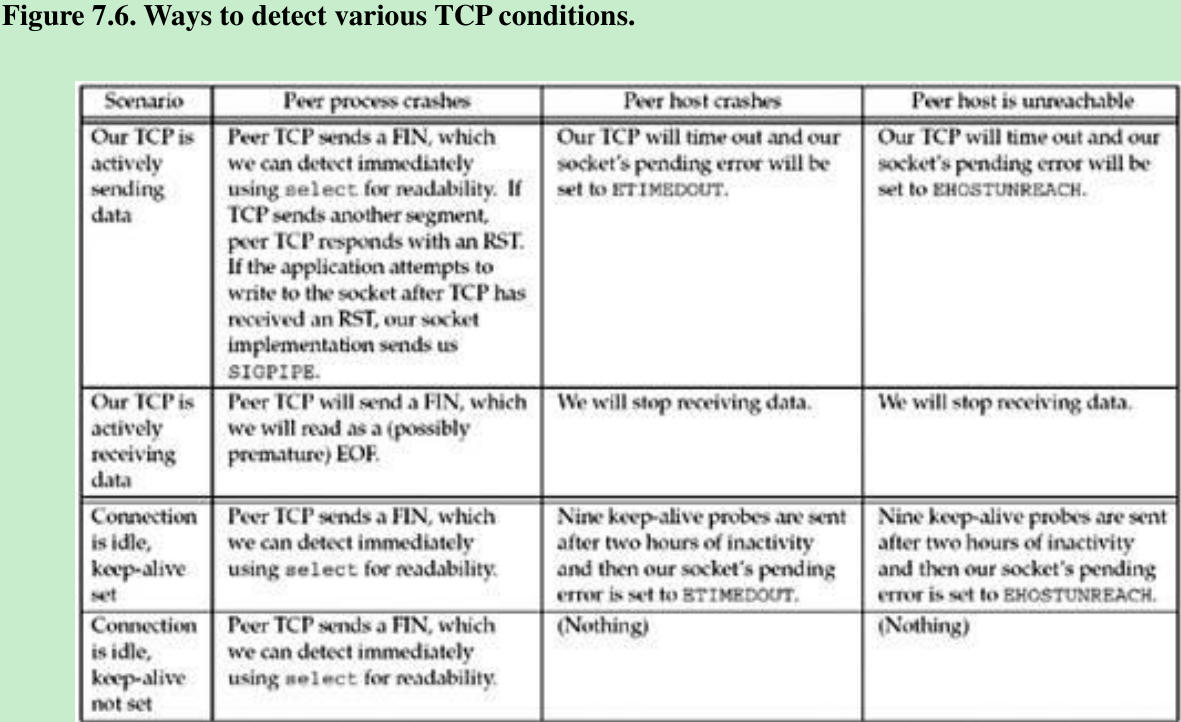 Figure 7.6. Ways to detect various TCP conditions.
Scenario
Peer process crashes
Peer host crashes
Peer host is unreachable
Our TCP is
actively
sending
data
Peer TCP sends a FIN, which
we can detect immediately
using select for readability. If
TCP sends another segment,
peer TCP responds with an RST.
If the application attempts to
write to the socket after TCP has
received an RST, our socket
implementation sends us
SIGPIPE.
Our TCP will time out and our
socket's pending error will be
set to ETIMEDOUT.
Our TCP will time out and our
socket's pending error will be
set to EHOSTUNREACH.
Our TCP is
actively
receiving
data
Peer TCP will send a FIN, which
we will read as a (possibly
premature) EOF.
We will stop receiving data.
We will stop receiving data.
Connection
is idle,
keep-alive
set
Peer TCP sends a FIN, which
we can detect immediately
using select for readability.
Nine keep-alive probes are sent
after two hours of inactivity
and then our socket's pending
error is set to ETIMEDOUT.
Nine keep-alive probes are sent
after two hours of inactivity
and then our socket's pending
error is set to EHOSTUNREACH.
Connection
is idle,
keep-alive
not set
Peer TCP sends a FIN, which
we can detect immediately
using select for readability.
(Nothing)
(Nothing)